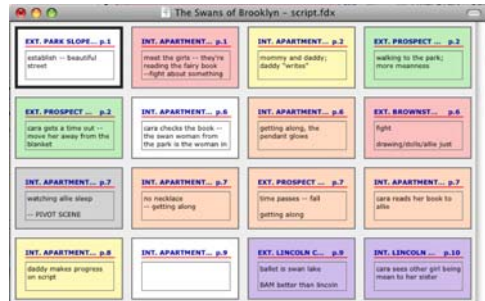 The Swans of Brooklyn - script.fdx
EXT. PARK SLOPE... p.1
establish -- beautiful
street
INT. APARTMENT... p.1
meet the girls -- they're
reading the fairy book
--fight about something
INT. APARTMENT... p.2
mommy and daddy;
daddy "writes"
EXT. PROSPECT ... p.2
walking to the park;
more meanness
EXT. PROSPECT ... p.2
cara gets a time out --
move her away from the
blanket
INT. APARTMENT... p.6
cara checks the book --
the swan woman from
the park is the woman in
INT. APARTMENT... p.6
getting along, the
pendant glows
EXT. BROWNST... p.6
fight
drawing/dolls/allie just
INT. APARTMENT... p.7
watching allie sleep
-- PIVOT SCENE
INT. APARTMENT... p.7
no necklace
-- getting along
EXT. PROSPECT ... p.7
time passes -- fall
getting along
INT. APARTMENT... p.7
cara reads her book to
allie
INT. APARTMENT... p.8
daddy makes progress
on script
INT. APARTMENT... p.9
EXT. LINCOLN C... p.9
ballet is swan lake
BAM better than lincoln
INT. LINCOLN ... p.10
cara sees other girl being
mean to her sister